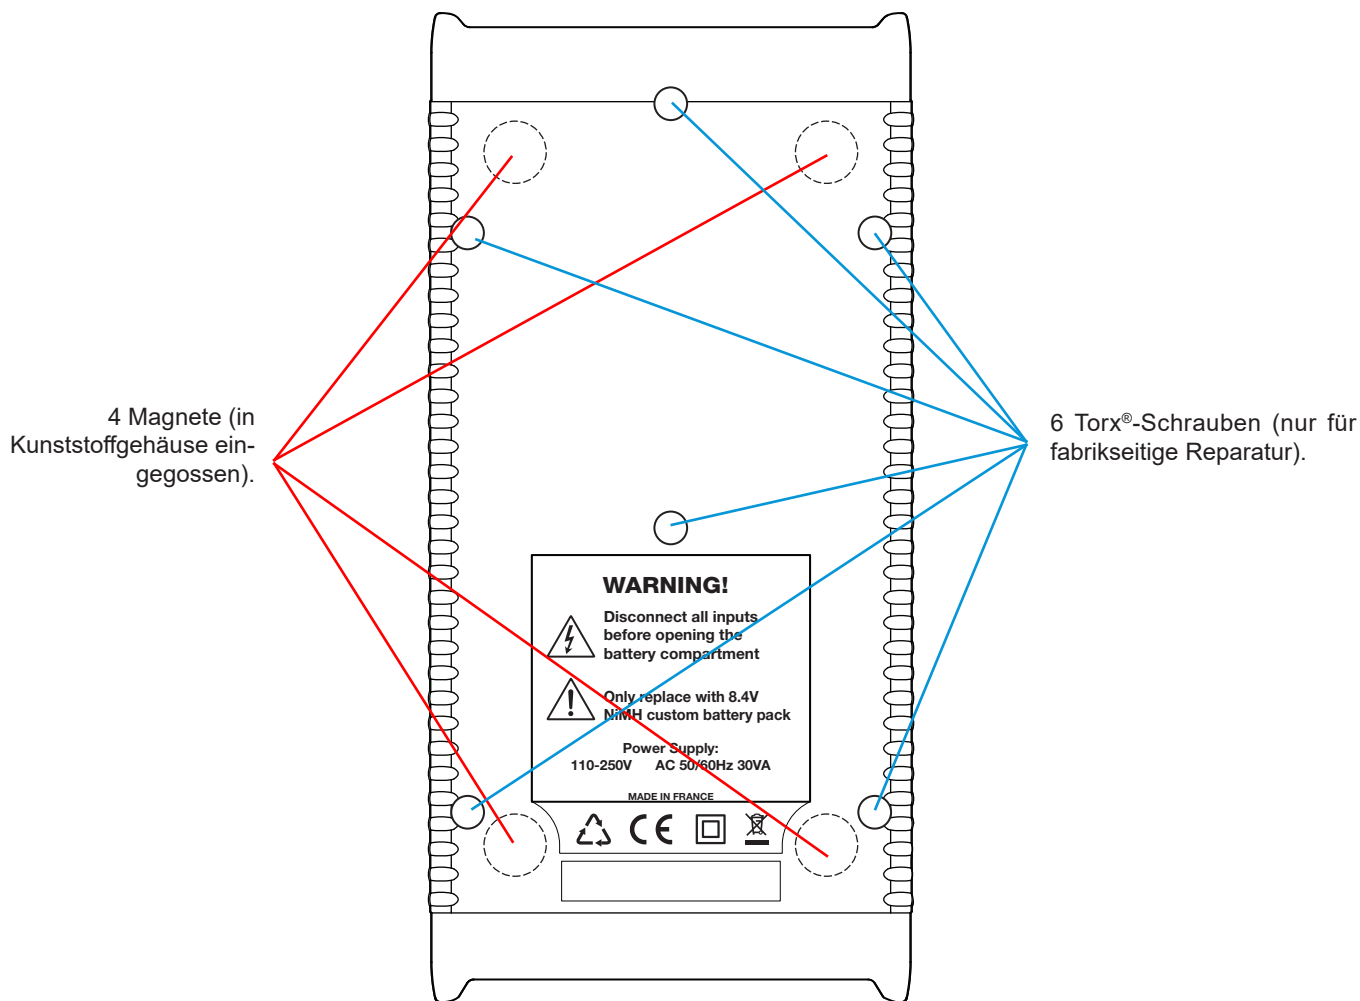 4 Magnete (in
Kunststoffgehäuse ein-
gegossen).
6 Torx®-Schrauben (nur für
fabrikseitige Reparatur).
WARNING!
Disconnect all inputs
before opening the
battery compartment
Only replace with 8.4V
NiMH custom battery pack
Power Supply:
110-250V AC 50/60Hz 30VA
MADE IN FRANCE
CE